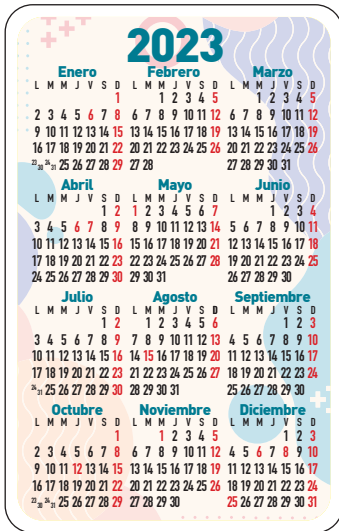 2023
Enero
L M M J V S D
1
2 3 4 5 6 7 8
9 10 11 12 13 14 15
16 17 18 19 20 21 22
23/30 24/31 25 26 27 28 29
Febrero
L M M J V S D
1 2 3 4 5
6 7 8 9 10 11 12
13 14 15 16 17 18 19
20 21 22 23 24 25 26
27 28
Marzo
L M M J V S D
1 2 3 4 5
6 7 8 9 10 11 12
13 14 15 16 17 18 19
20 21 22 23 24 25 26
27 28 29 30 31
Abril
L M M J V S D
1 2
3 4 5 6 7 8 9
10 11 12 13 14 15 16
17 18 19 20 21 22 23
24 25 26 27 28 29 30
Mayo
L M M J V S D
1 2 3 4 5 6 7
8 9 10 11 12 13 14
15 16 17 18 19 20 21
22 23 24 25 26 27 28
29 30 31
Junio
L M M J V S D
1 2 3 4
5 6 7 8 9 10 11
12 13 14 15 16 17 18
19 20 21 22 23 24 25
26 27 28 29 30
Julio
L M M J V S D
1 2
3 4 5 6 7 8 9
10 11 12 13 14 15 16
17 18 19 20 21 22 23
24/31 25 26 27 28 29 30
Agosto
L M M J V S D
1 2 3 4 5 6
7 8 9 10 11 12 13
14 15 16 17 18 19 20
21 22 23 24 25 26 27
28 29 30 31
Septiembre
L M M J V S D
1 2 3
4 5 6 7 8 9 10
11 12 13 14 15 16 17
18 19 20 21 22 23 24
25 26 27 28 29 30
Octubre
L M M J V S D
1
2 3 4 5 6 7 8
9 10 11 12 13 14 15
16 17 18 19 20 21 22
23/30 24/31 25 26 27 28 29
Noviembre
L M M J V S D
1 2 3 4 5
6 7 8 9 10 11 12
13 14 15 16 17 18 19
20 21 22 23 24 25 26
27 28 29 30
Diciembre
L M M J V S D
1 2 3
4 5 6 7 8 9 10
11 12 13 14 15 16 17
18 19 20 21 22 23 24
25 26 27 28 29 30 31